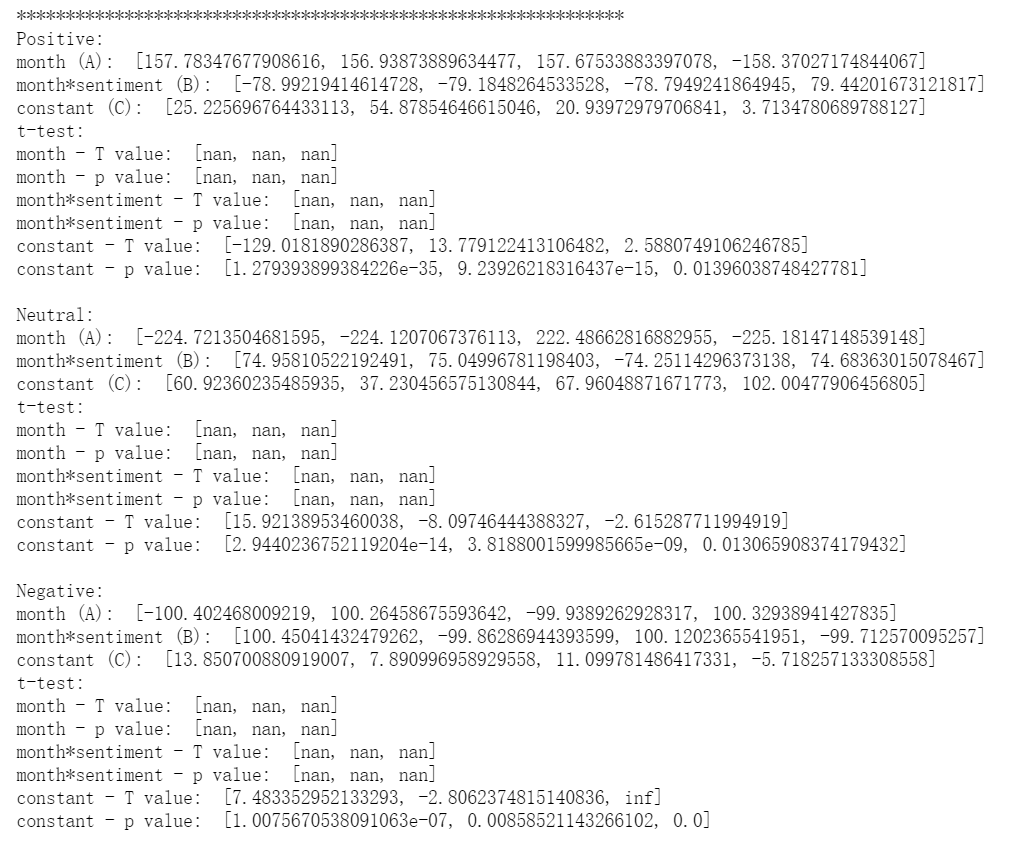 **************************************************************
Positive:
month (A):  [157.78347677908616, 156.93873889634477, 157.67533883397078, -158.37027174844067]
month*sentiment (B):  [-78.99219414614728, -79.1848264533528, -78.7949241864945, 79.44201673121817]
constant (C):  [25.225696764433113, 54.87854646615046, 20.93972979706841, 3.7134780689788127]
t-test:
month - T value:  [nan, nan, nan]
month - p value:  [nan, nan, nan]
month*sentiment - T value:  [nan, nan, nan]
month*sentiment - p value:  [nan, nan, nan]
constant - T value:  [-129.0181890286387, 13.779122413106482, 2.5880749106246785]
constant - p value:  [1.279393899384226e-35, 9.23926218316437e-15, 0.01396038748427781]

Neutral:
month (A):  [-224.7213504681595, -224.1207067376113, 222.48662816882955, -225.18147148539148]
month*sentiment (B):  [74.95810522192491, 75.04996781198403, -74.25114296373138, 74.68363015078467]
constant (C):  [60.92360235485935, 37.230456575130844, 67.96048871671773, 102.00477906456805]
t-test:
month - T value:  [nan, nan, nan]
month - p value:  [nan, nan, nan]
month*sentiment - T value:  [nan, nan, nan]
month*sentiment - p value:  [nan, nan, nan]
constant - T value:  [15.92138953460038, -8.09746444388327, -2.615287711994919]
constant - p value:  [2.9440236752119204e-14, 3.8188001599985665e-09, 0.013065908374179432]

Negative:
month (A):  [-100.402468009219, 100.26458675593642, -99.9389262928317, 100.32938941427835]
month*sentiment (B):  [100.45041432479262, -99.86286944393599, 100.1202365541951, -99.712570095257]
constant (C):  [13.850700880919007, 7.890996958929558, 11.099781486417331, -5.718257133308558]
t-test:
month - T value:  [nan, nan, nan]
month - p value:  [nan, nan, nan]
month*sentiment - T value:  [nan, nan, nan]
month*sentiment - p value:  [nan, nan, nan]
constant - T value:  [7.483352952133293, -2.8062374815140836, inf]
constant - p value:  [1.0075670538091063e-07, 0.00858521143266102, 0.0]